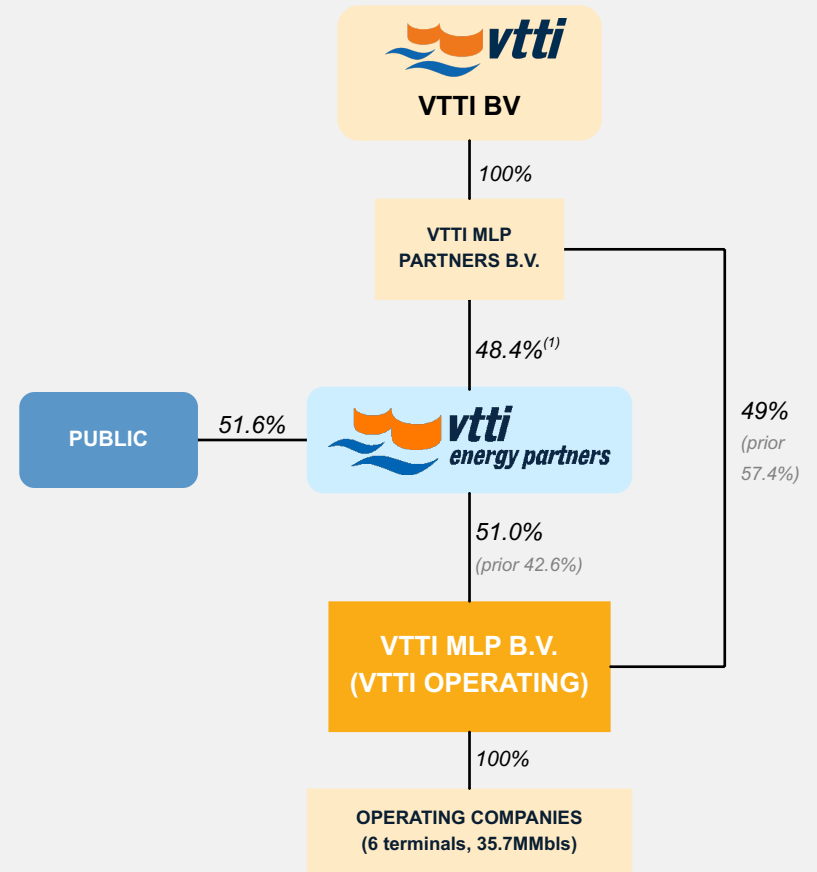 vtti
VTTI BV
100%
VTTI MLP
PARTNERS B.V.
48.4%(1)
PUBLIC
51.6%
vtti
energy partners
49%
(prior
57.4%)
51.0%
(prior 42.6%)
VTTI MLP B.V.
(VTTI OPERATING)
100%
OPERATING COMPANIES
(6 terminals, 35.7MMbls)